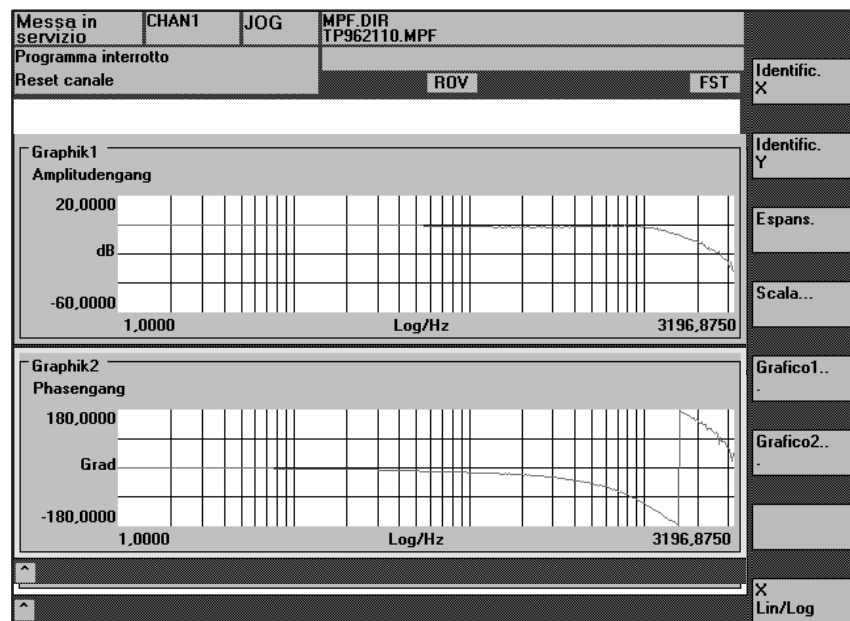 Messa in
servizio
CHAN1
JOG
MPF.DIR
TP962110.MPF
Programma interrotto
Reset canale
ROV
FST
Identific.
X
Identific.
Y
Espans.
Scala...
Grafico1..
.
Grafico2..
.
X
Lin/Log
Graphik1
Amplitudengang
20,0000
dB
-60,0000
1,0000
Log/Hz
3196,8750
Graphik2
Phasengang
180,0000
Grad
-180,0000
1,0000
Log/Hz
3196,8750
^
^